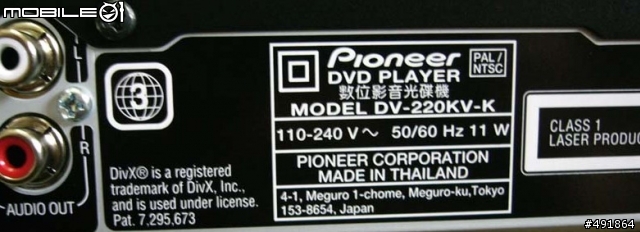 MOBILE01
L
R
AUDIO OUT
3
DivX® is a registered
trademark of DivX, Inc.,
and is used under license.
Pat. 7.295.673
Pioneer
PAL /
NTSC
DVD PLAYER
數位影音光碟機
MODEL DV-220KV-K
110-240 V ~ 50/60 Hz 11 W
PIONEER CORPORATION
MADE IN THAILAND
4-1, Meguro 1-chome, Meguro-ku,Tokyo
153-8654, Japan
CLASS 1
LASER PRODUC
#491864